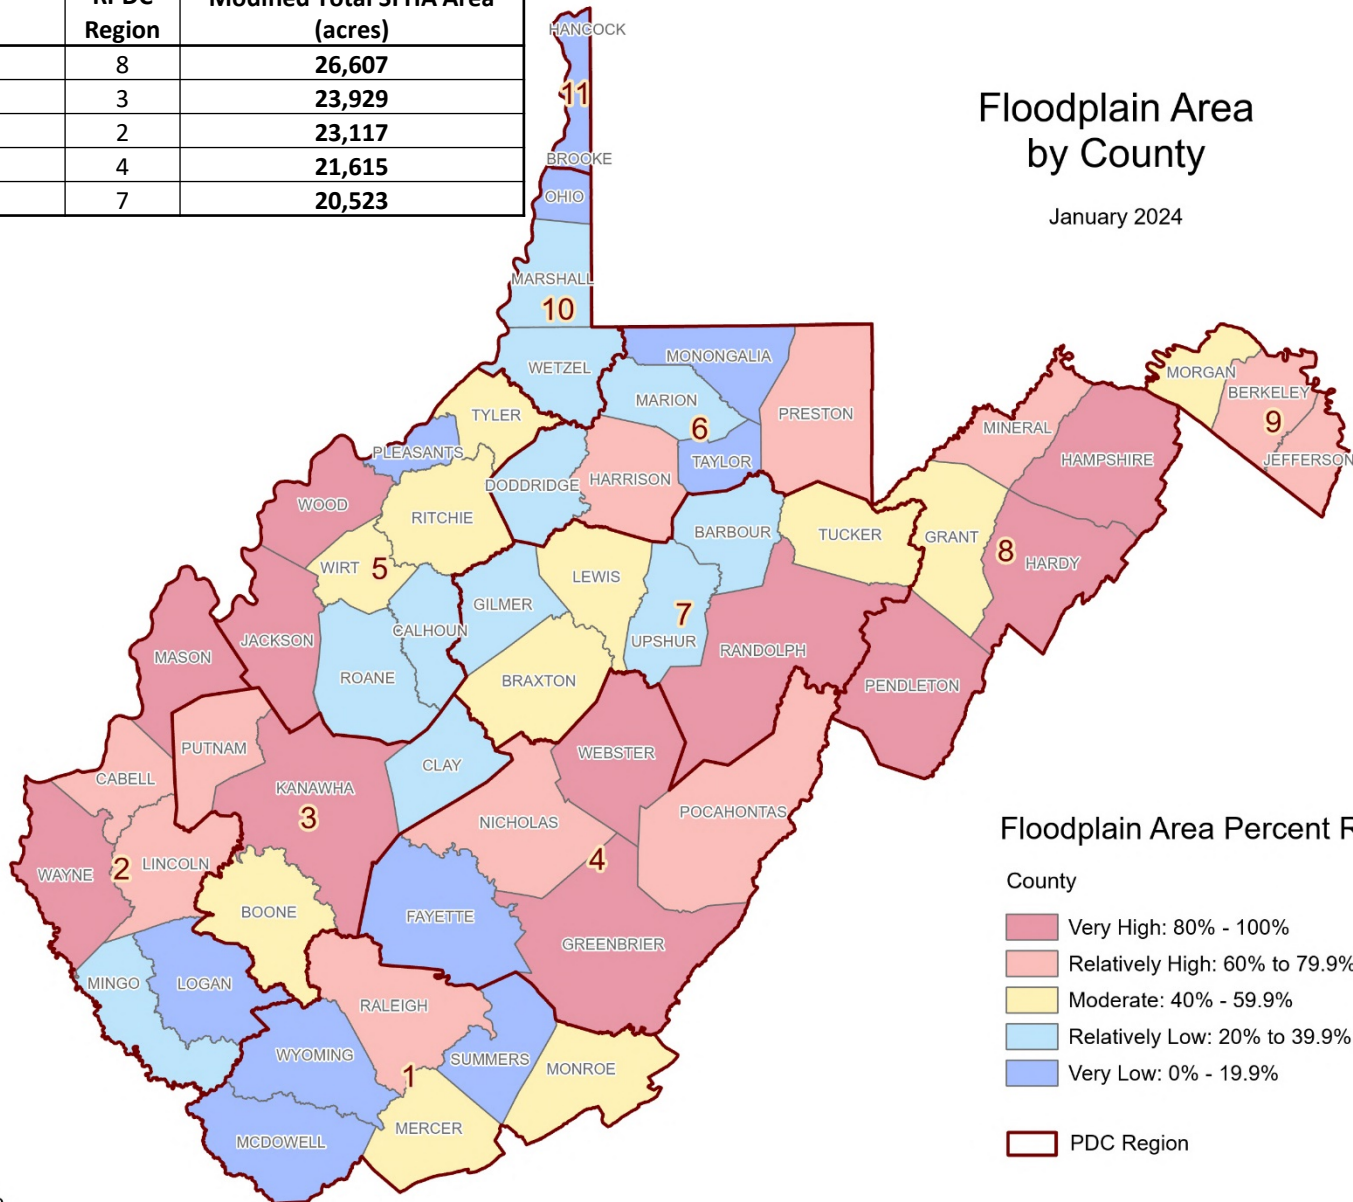 Region
(acres)
8 26,607
3 23,929
2 23,117
4 21,615
7 20,523
Floodplain Area
by County
January 2024
HANCOCK
11
BROOKE
OHIO
MARSHALL
10
WETZEL
MONONGALIA
MARION
6
PRESTON
TAYLOR
TYLER
PLEASANTS
DODDRIDGE
HARRISON
WOOD
RITCHIE
WIRT
5
BARBOUR
TUCKER
GRANT
8
HARDY
MINERAL
HAMPSHIRE
MORGAN
BERKELEY
9
JEFFERSON
LEWIS
GILMER
CALHOUN
7
UPSHUR
RANDOLPH
PENDLETON
JACKSON
MASON
ROANE
BRAXTON
PUTNAM
CABELL
KANAWHA
3
CLAY
WEBSTER
POCAHONTAS
NICHOLAS
4
WAYNE
2
LINCOLN
BOONE
FAYETTE
GREENBRIER
MINGO
LOGAN
RALEIGH
WYOMING
SUMMERS
MONROE
1
MERCER
MCDOWELL
Floodplain Area Percent R
County
Very High: 80% - 100%
Relatively High: 60% to 79.9%
Moderate: 40% - 59.9%
Relatively Low: 20% to 39.9%
Very Low: 0% - 19.9%
PDC Region